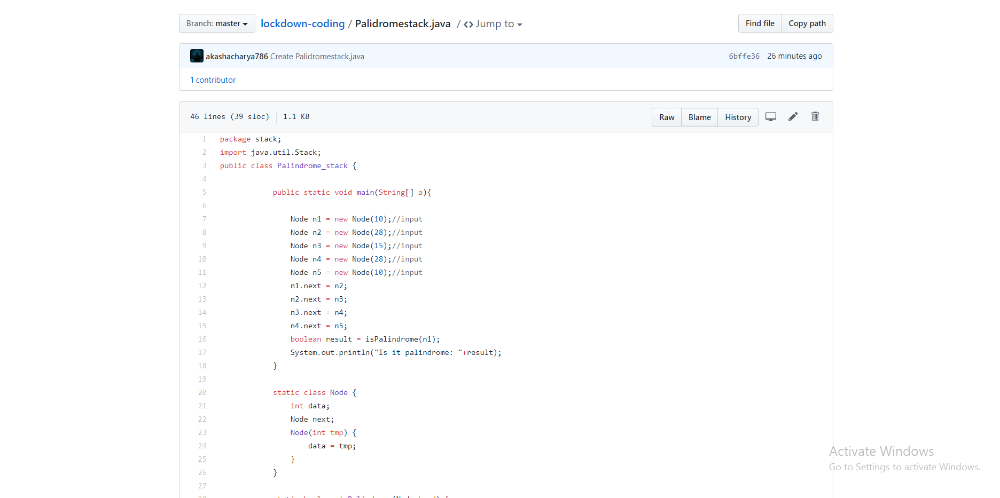 Branch: master lockdown-coding / Palidromestack.java / <> Jump to Find file Copy path
akashacharya786 Create Palidromestack.java 6bffe36 26 minutes ago
1 contributor
46 lines (39 sloc) 1.1 KB Raw Blame History
1 package stack;
2 import java.util.Stack;
3 public class Palindrome_stack {
4
5 public static void main(String[] a){
6
7 Node n1 = new Node(10);//input
8 Node n2 = new Node(28);//input
9 Node n3 = new Node(15);//input
10 Node n4 = new Node(28);//input
11 Node n5 = new Node(10);//input
12 n1.next = n2;
13 n2.next = n3;
14 n3.next = n4;
15 n4.next = n5;
16 boolean result = isPalindrome(n1);
17 System.out.println("Is it palindrome: "+result);
18 }
19
20 static class Node {
21 int data;
22 Node next;
23 Node(int tmp) {
24 data = tmp;
25 }
26 }
27
Activate Windows
Go to Settings to activate Windows.